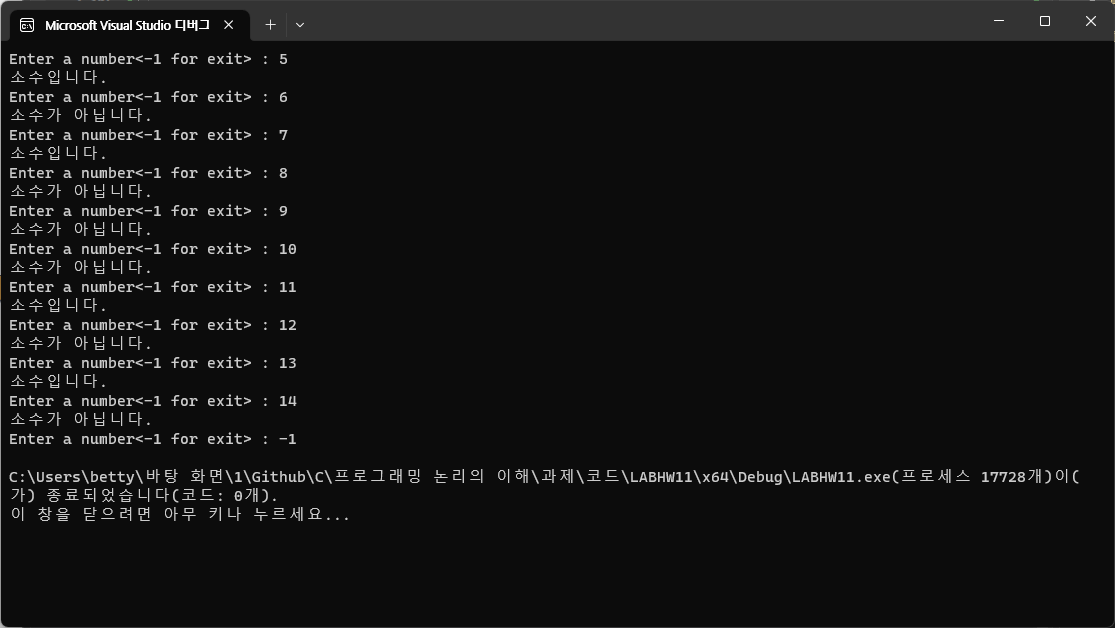 Microsoft Visual Studio 디버그
Enter a number<-1 for exit> : 5
소수입니다.
Enter a number<-1 for exit> : 6
소수가 아닙니다.
Enter a number<-1 for exit> : 7
소수입니다.
Enter a number<-1 for exit> : 8
소수가 아닙니다.
Enter a number<-1 for exit> : 9
소수가 아닙니다.
Enter a number<-1 for exit> : 10
소수가 아닙니다.
Enter a number<-1 for exit> : 11
소수입니다.
Enter a number<-1 for exit> : 12
소수가 아닙니다.
Enter a number<-1 for exit> : 13
소수입니다.
Enter a number<-1 for exit> : 14
소수가 아닙니다.
Enter a number<-1 for exit> : -1
C:\Users\betty\바탕 화면\1\Github\C\프로그래밍 논리의 이해\과제\코드\LABHW11\x64\Debug\LABHW11.exe(프로세스 17728개)이(
가) 종료되었습니다(코드: 0개).
이 창을 닫으려면 아무 키나 누르세요...